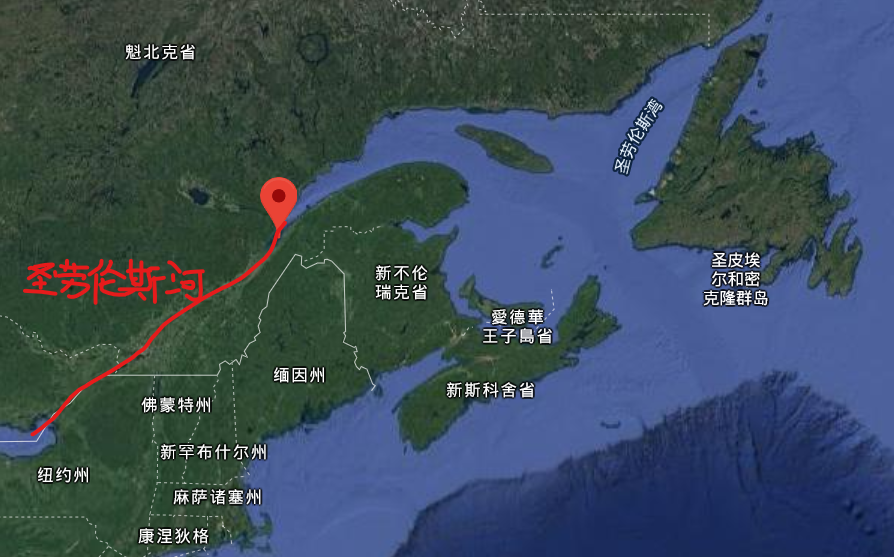 魁北克省
圣劳伦斯湾
圣劳伦斯河
新不伦
瑞克省
圣皮埃
尔和密
克隆群岛
愛德華
王子島省
缅因州
新斯科舍省
佛蒙特州
新罕布什尔州
纽约州
麻萨诸塞州
康涅狄格